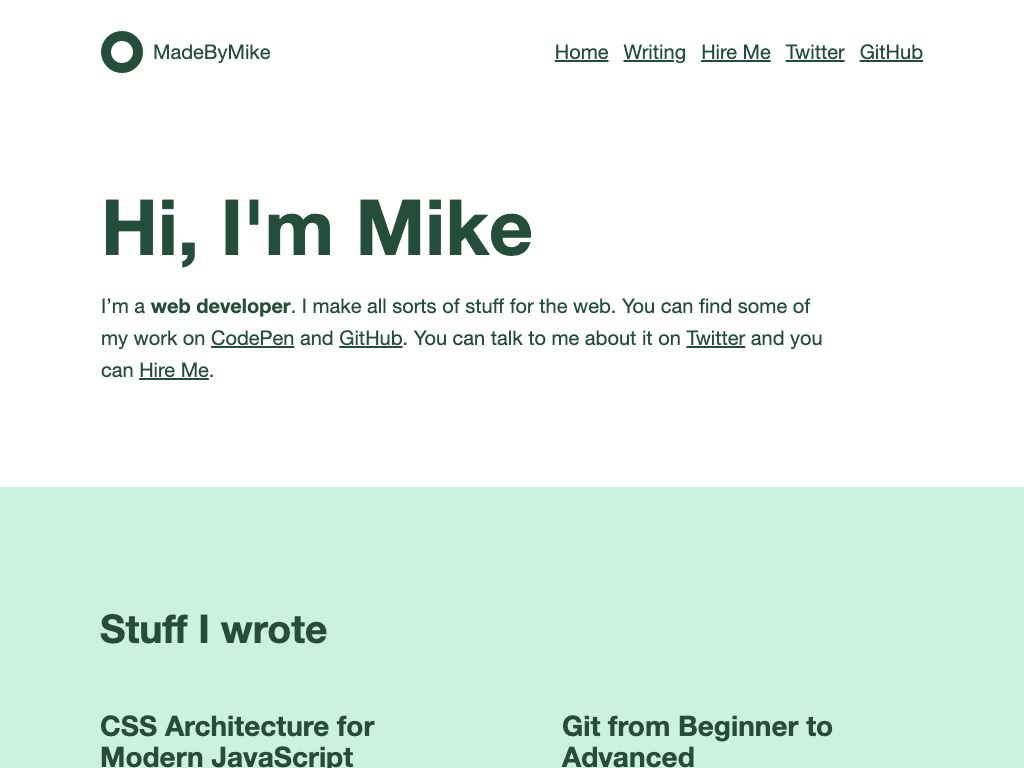 MadeByMike
Home Writing Hire Me Twitter GitHub
Hi, I'm Mike
I’m a web developer. I make all sorts of stuff for the web. You can find some of
my work on CodePen and GitHub. You can talk to me about it on Twitter and you
can Hire Me.
Stuff I wrote
CSS Architecture for
Modern JavaScript
Git from Beginner to
Advanced